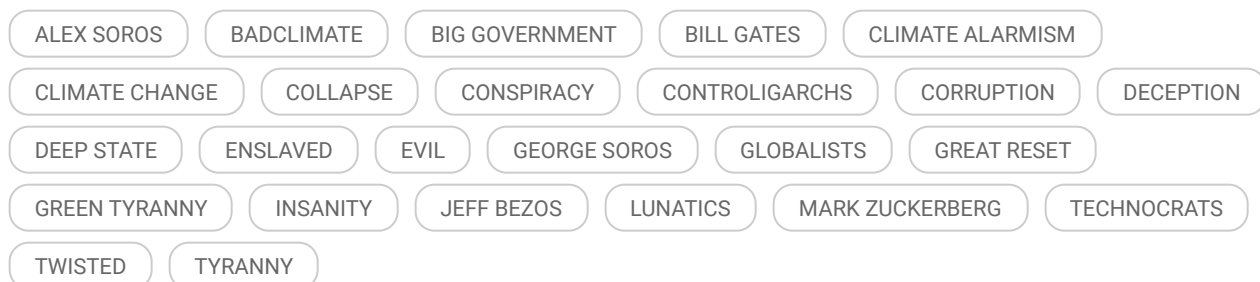 ALEX SOROS BADCLIMATE BIG GOVERNMENT BILL GATES CLIMATE ALARMISM
CLIMATE CHANGE COLLAPSE CONSPIRACY CONTROLIGARCHS CORRUPTION DECEPTION
DEEP STATE ENSLAVED EVIL GEORGE SOROS GLOBALISTS GREAT RESET
GREEN TYRANNY INSANITY JEFF BEZOS LUNATICS MARK ZUCKERBERG TECHNOCRATS
TWISTED TYRANNY